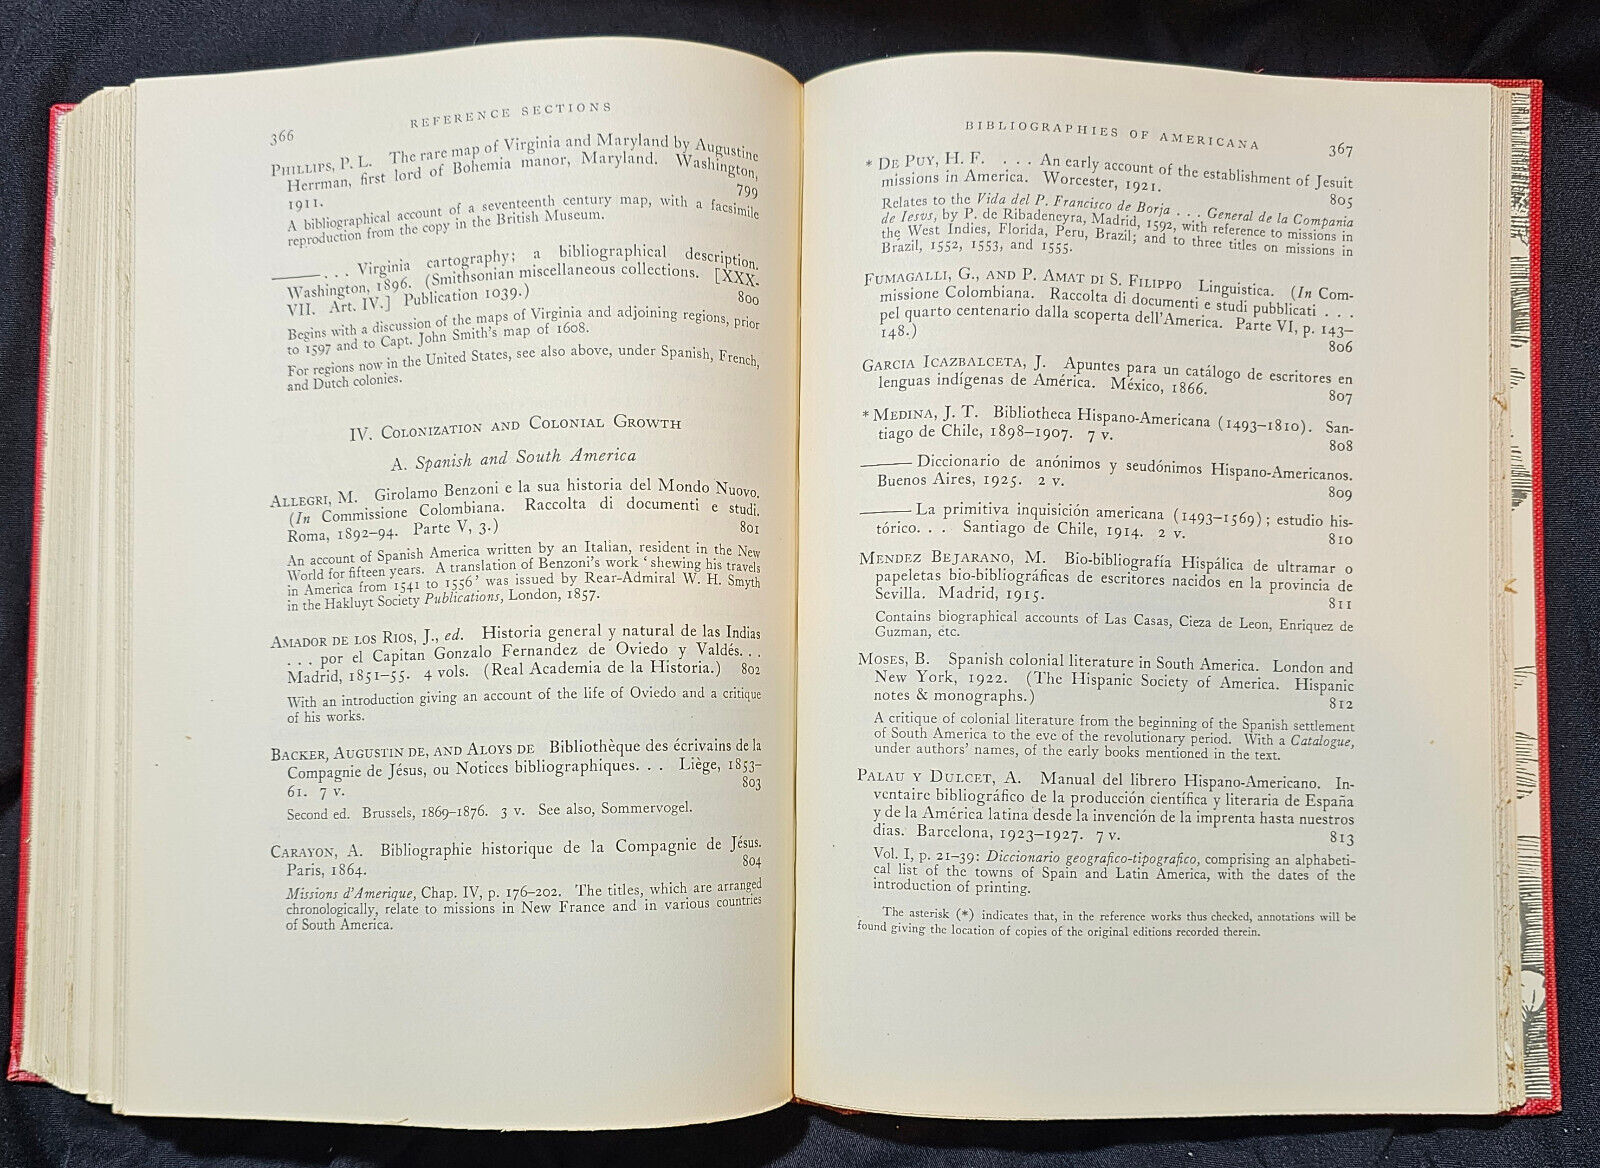 366
REFERENCE SECTIONS
PHILLIPS, P. L. The rare map of Virginia and Maryland by Augustine
Herrman, first lord of Bohemia manor, Maryland. Washington,
1911. 799
A bibliographical account of a seventeenth century map, with a facsimile
reproduction from the copy in the British Museum.
——— . . . Virginia cartography; a bibliographical description.
Washington, 1896. (Smithsonian miscellaneous collections. [XXX-
VII. Art. IV.] Publication 1039.) 800
Begins with a discussion of the maps of Virginia and adjoining regions, prior
to 1597 and to Capt. John Smith's map of 1608.
For regions now in the United States, see also above, under Spanish, French,
and Dutch colonies.
IV. COLONIZATION AND COLONIAL GROWTH
A. Spanish and South America
ALLEGRI, M. Girolamo Benzoni e la sua historia del Mondo Nuovo.
(In Commissione Colombiana. Raccolta di documenti e studi.
Roma, 1892–94. Parte V, 3.) 801
An account of Spanish America written by an Italian, resident in the New
World for fifteen years. A translation of Benzoni's work ‘shewing his travels
in America from 1541 to 1556’ was issued by Rear-Admiral W. H. Smyth
in the Hakluyt Society Publications, London, 1857.
AMADOR DE LOS RIOS, J., ed. Historia general y natural de las Indias
. . . por el Capitan Gonzalo Fernandez de Oviedo y Valdés. . .
Madrid, 1851–55. 4 vols. (Real Academia de la Historia.) 802
With an introduction giving an account of the life of Oviedo and a critique
of his works.
BACKER, AUGUSTIN DE, AND ALOYS DE Bibliothèque des écrivains de la
Compagnie de Jésus, ou Notices bibliographiques. . . Liège, 1853–
61. 7 v. 803
Second ed. Brussels, 1869–1876. 3 v. See also, Sommervogel.
CARAYON, A. Bibliographie historique de la Compagnie de Jésus.
Paris, 1864. 804
Missions d'Amerique, Chap. IV, p. 176–202. The titles, which are arranged
chronologically, relate to missions in New France and in various countries
of South America.
BIBLIOGRAPHIES OF AMERICANA
367
* DE PUY, H. F. . . . An early account of the establishment of Jesuit
missions in America. Worcester, 1921. 805
Relates to the Vida del P. Francisco de Borja . . . General de la Compania
de Iesvs, by P. de Ribadeneyra, Madrid, 1592, with reference to missions in
the West Indies, Florida, Peru, Brazil; and to three titles on missions in
Brazil, 1552, 1553, and 1555.
FUMAGALLI, G., AND P. AMAT DI S. FILIPPO Linguistica. (In Com-
missione Colombiana. Raccolta di documenti e studi pubblicati . . .
pel quarto centenario dalla scoperta dell'America. Parte VI, p. 143–
148.) 806
GARCIA ICAZBALCETA, J. Apuntes para un catálogo de escritores en
lenguas indígenas de América. México, 1866. 807
* MEDINA, J. T. Bibliotheca Hispano-Americana (1493–1810). San-
tiago de Chile, 1898–1907. 7 v. 808
——— Diccionario de anónimos y seudónimos Hispano-Americanos.
Buenos Aires, 1925. 2 v. 809
——— La primitiva inquisición americana (1493–1569); estudio his-
tórico. . . Santiago de Chile, 1914. 2 v. 810
MENDEZ BEJARANO, M. Bio-bibliografía Hispálica de ultramar o
papeletas bio-bibliográficas de escritores nacidos en la provincia de
Sevilla. Madrid, 1915. 811
Contains biographical accounts of Las Casas, Cieza de Leon, Enriquez de
Guzman, etc.
MOSES, B. Spanish colonial literature in South America. London and
New York, 1922. (The Hispanic Society of America. Hispanic
notes & monographs.) 812
A critique of colonial literature from the beginning of the Spanish settlement
of South America to the eve of the revolutionary period. With a Catalogue,
under authors' names, of the early books mentioned in the text.
PALAU Y DULCET, A. Manual del librero Hispano-Americano. In-
ventaire bibliográfico de la producción científica y literaria de España
y de la América latina desde la invención de la imprenta hasta nuestros
dias. Barcelona, 1923–1927. 7 v. 813
Vol. I, p. 21–39: Diccionario geografico-tipografico, comprising an alphabeti-
cal list of the towns of Spain and Latin America, with the dates of the
introduction of printing.
The asterisk (*) indicates that, in the reference works thus checked, annotations will be
found giving the location of copies of the original editions recorded therein.